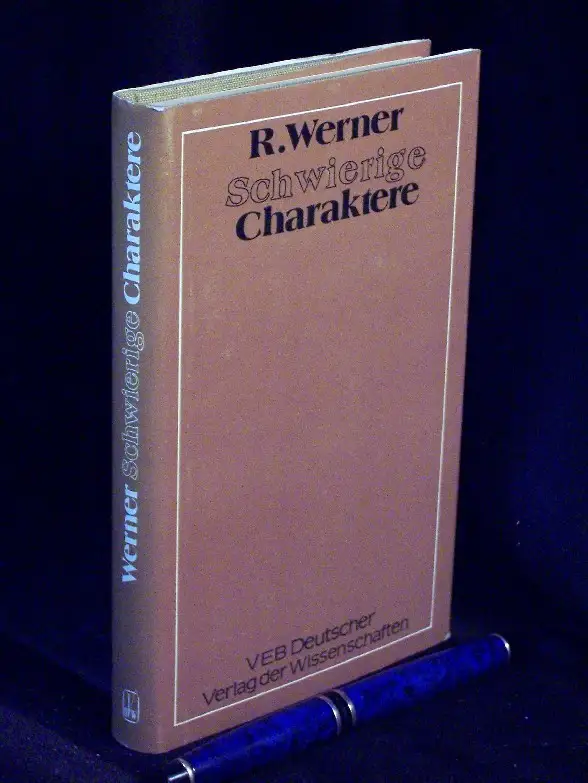 R.Werner
Schwierige
Charaktere
VEB Deutscher
Verlag der Wissenschaften
Werner Schwierige Charaktere